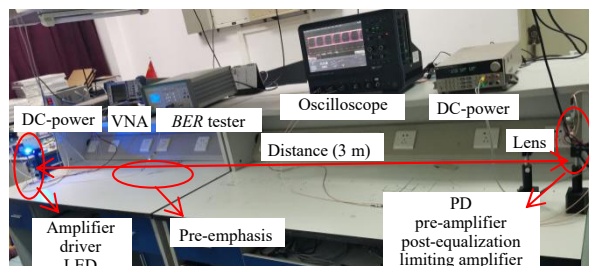 Oscilloscope
DC-power
DC-power
VNA
BER tester
Lens
Distance (3 m)
Pre-emphasis
Amplifier
driver
LED
PD
pre-amplifier
post-equalization
limiting amplifier